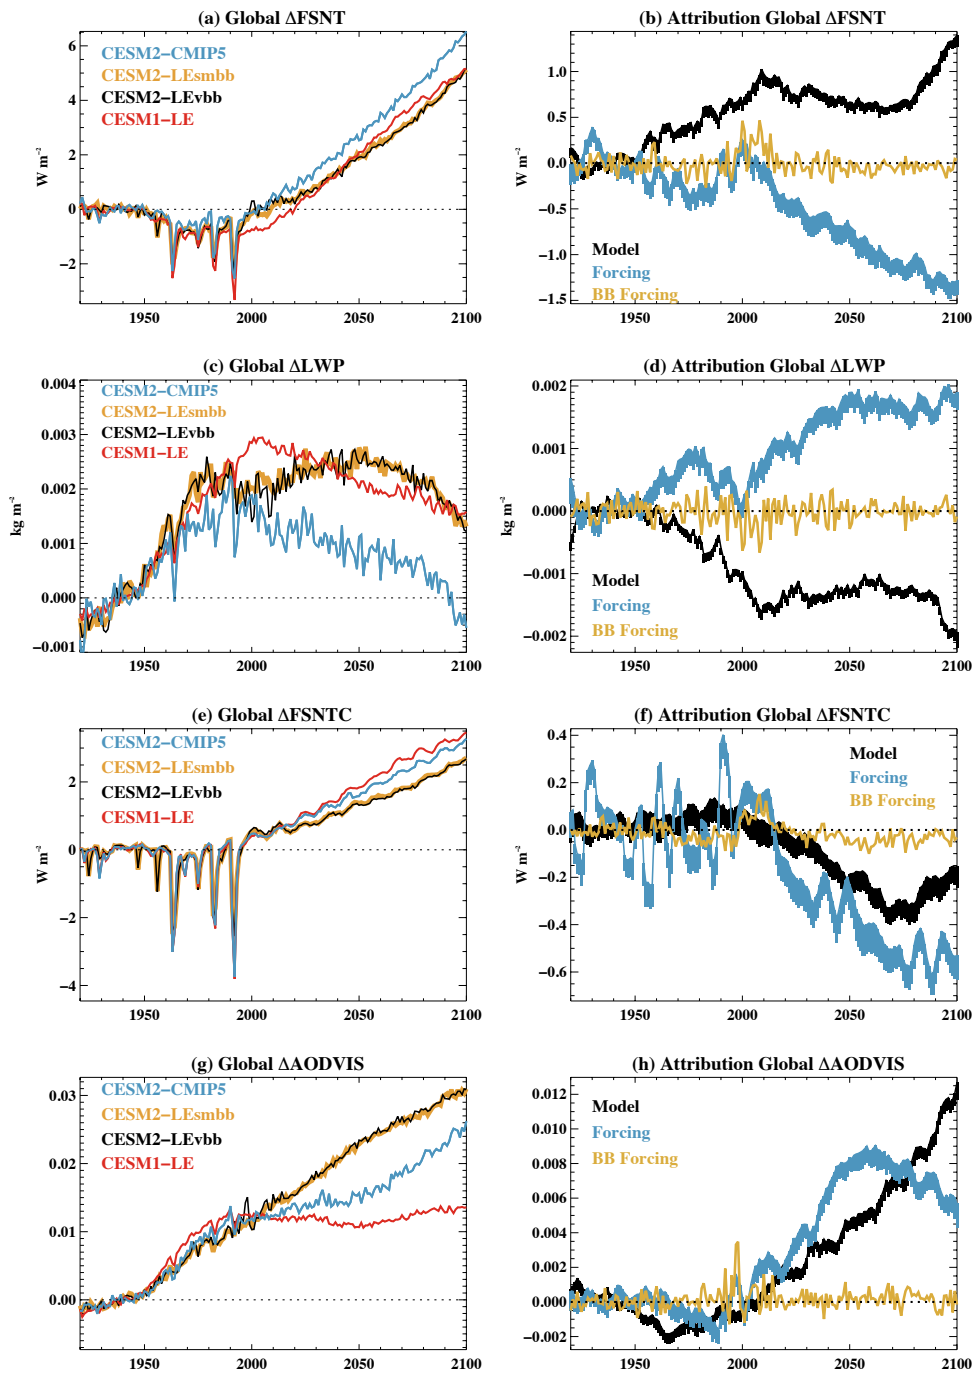 (a) Global ΔFSNT
CESM2−CMIP5
CESM2−LEsmbb
CESM2−LEvbb
CESM1−LE
W m⁻²
6
4
2
0
−2
1950 2000 2050 2100
(b) Attribution Global ΔFSNT
W m⁻²
1.0
0.5
0.0
−0.5
−1.0
−1.5
Model
Forcing
BB Forcing
1950 2000 2050 2100
(c) Global ΔLWP
CESM2−CMIP5
CESM2−LEsmbb
CESM2−LEvbb
CESM1−LE
kg m⁻²
0.004
0.003
0.002
0.001
0.000
−0.001
1950 2000 2050 2100
(d) Attribution Global ΔLWP
kg m⁻²
0.002
0.001
0.000
−0.001
−0.002
Model
Forcing
BB Forcing
1950 2000 2050 2100
(e) Global ΔFSNTC
CESM2−CMIP5
CESM2−LEsmbb
CESM2−LEvbb
CESM1−LE
W m⁻²
2
0
−2
−4
1950 2000 2050 2100
(f) Attribution Global ΔFSNTC
Model
Forcing
BB Forcing
W m⁻²
0.4
0.2
0.0
−0.2
−0.4
−0.6
1950 2000 2050 2100
(g) Global ΔAODVIS
CESM2−CMIP5
CESM2−LEsmbb
CESM2−LEvbb
CESM1−LE
0.03
0.02
0.01
0.00
1950 2000 2050 2100
(h) Attribution Global ΔAODVIS
Model
Forcing
BB Forcing
0.012
0.010
0.008
0.006
0.004
0.002
0.000
−0.002
1950 2000 2050 2100